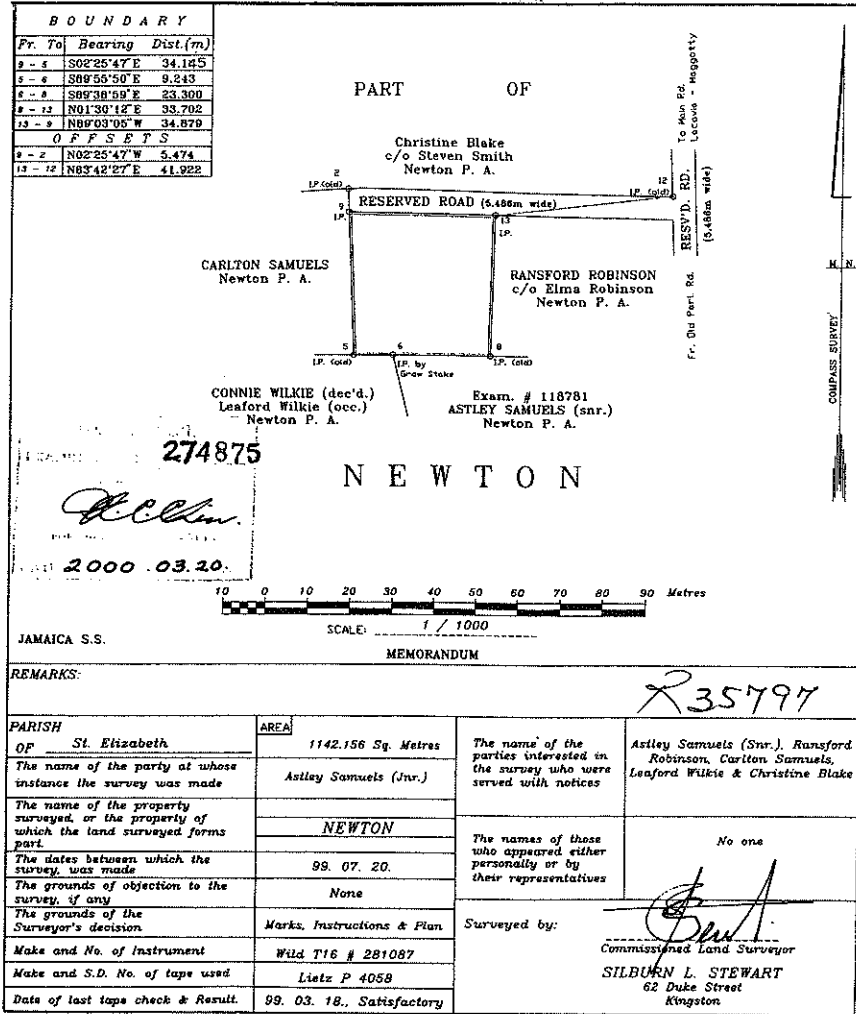 BOUNDARY
Fr. To Bearing Dist.(m)
9 - 5 S02°25'47"E 34.145
5 - 6 S89°55'50"E 9.243
6 - 8 S89°38'59"E 23.300
8 - 13 N01°30'12"E 33.702
13 - 9 N89°03'05"W 34.879
OFFSETS
9 - 2 N02°25'47"W 5.474
13 - 12 N83°42'27"E 41.922
PART OF
Christine Blake
c/o Steven Smith
Newton P. A.
2
I.P. (old)
12
I.P. (old)
RESERVED ROAD (5.486m wide)
9
I.P.
13
I.P.
To Main Rd.
Lacovia - Maggotty
RESV'D. RD.
(5.486m wide)
Fr. Old Parl. Rd.
M. N.
COMPASS SURVEY
CARLTON SAMUELS
Newton P. A.
RANSFORD ROBINSON
c/o Elma Robinson
Newton P. A.
5
I.P. (old)
6
I.P. by
Grow Stake
8
I.P. (old)
CONNIE WILKIE (dec'd.)
Leaford Wilkie (occ.)
Newton P. A.
Exam. # 118781
ASTLEY SAMUELS (snr.)
Newton P. A.
274875
2000.03.20.
NEWTON
10 0 10 20 30 40 50 60 70 80 90 Metres
SCALE: 1 / 1000
JAMAICA S.S.
MEMORANDUM
REMARKS:
R35797
PARISH
OF St. Elizabeth
AREA
1142.156 Sq. Metres
The name of the party at whose
instance the survey was made
Astley Samuels (Jnr.)
The name of the property
surveyed, or the property of
which the land surveyed forms
part.
NEWTON
The dates between which the
survey, was made
99. 07. 20.
The grounds of objection to the
survey, if any
None
The grounds of the
Surveyor's decision
Marks, Instructions & Plan
Make and No. of Instrument
Wild T16 # 281087
Make and S.D. No. of tape used
Lietz P 4058
Date of last tape check & Result.
99. 03. 18., Satisfactory
The name of the
parties interested in
the survey who were
served with notices
Astley Samuels (Snr.), Ransford
Robinson, Carlton Samuels,
Leaford Wilkie & Christine Blake
The names of those
who appeared either
personally or by
their representatives
No one
Surveyed by:
Commissioned Land Surveyor
SILBURN L. STEWART
62 Duke Street
Kingston